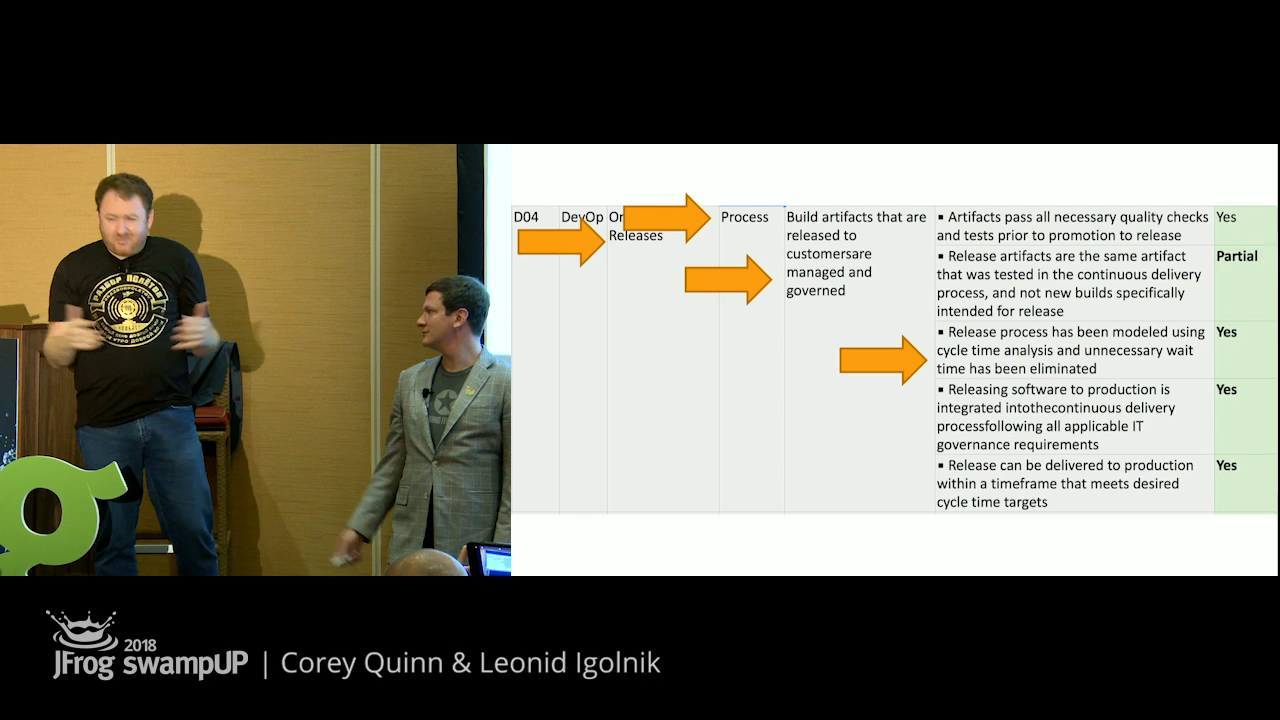 РАЗБОР ПОЛЁТОВ
D04
DevOp
Releases
Process
Build artifacts that are
released to
customersare
managed and
governed
▪ Artifacts pass all necessary quality checks
and tests prior to promotion to release
Yes
▪ Release artifacts are the same artifact
that was tested in the continuous delivery
process, and not new builds specifically
intended for release
Partial
▪ Release process has been modeled using
cycle time analysis and unnecessary wait
time has been eliminated
Yes
▪ Releasing software to production is
integrated intothecontinuous delivery
processfollowing all applicable IT
governance requirements
Yes
▪ Release can be delivered to production
within a timeframe that meets desired
cycle time targets
Yes
2018
JFrog swampUP | Corey Quinn & Leonid Igolnik